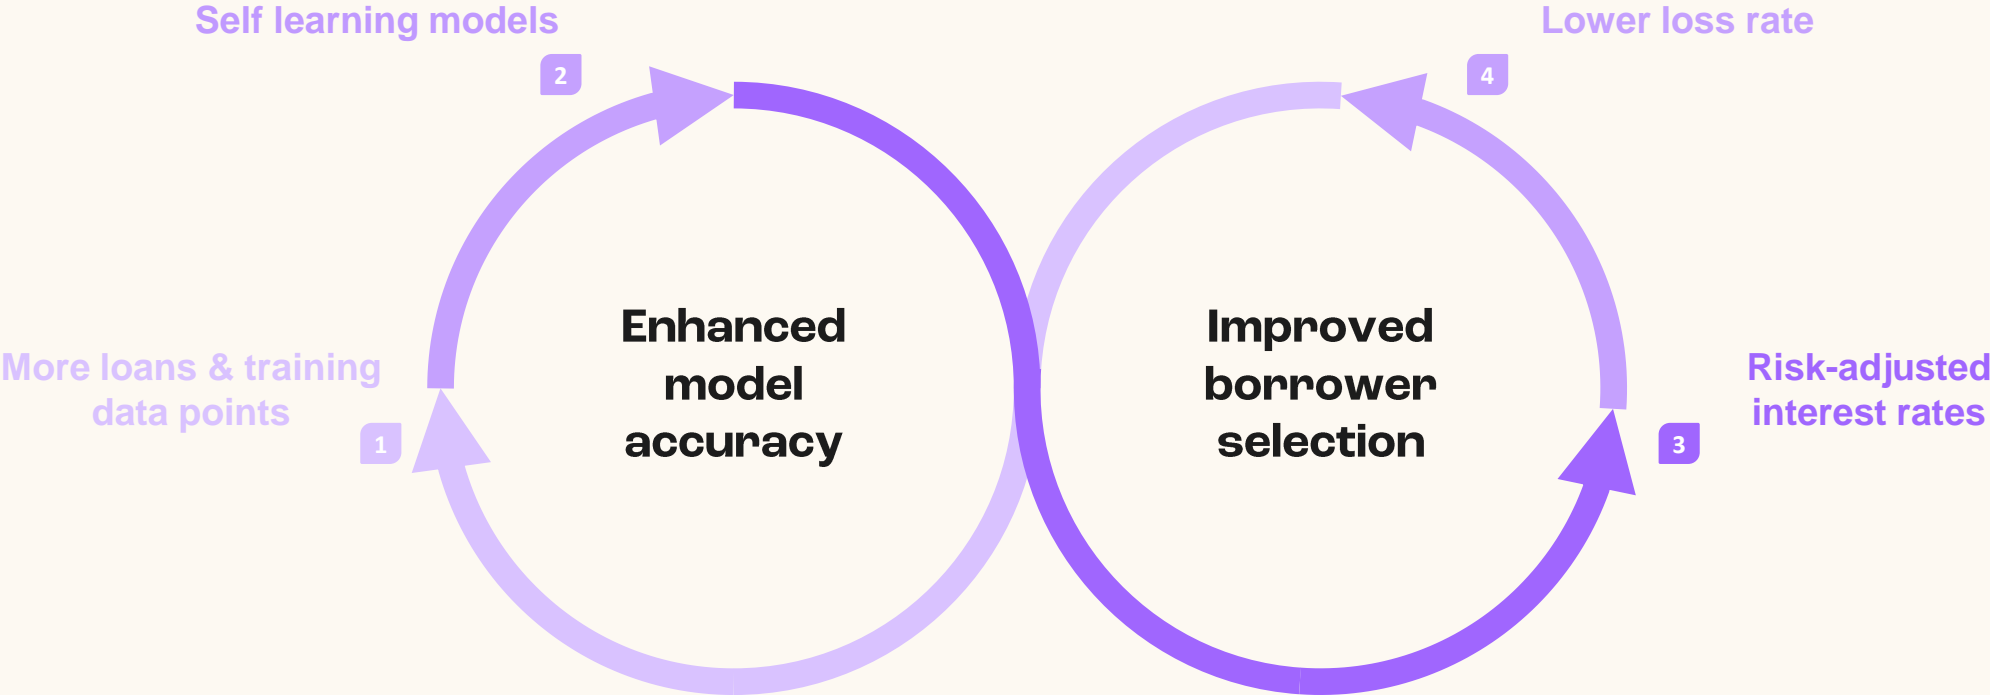 Self learning models
2
Lower loss rate
4
Enhanced
model
accuracy
Improved
borrower
selection
More loans & training
data points
1
Risk-adjusted
interest rates
3